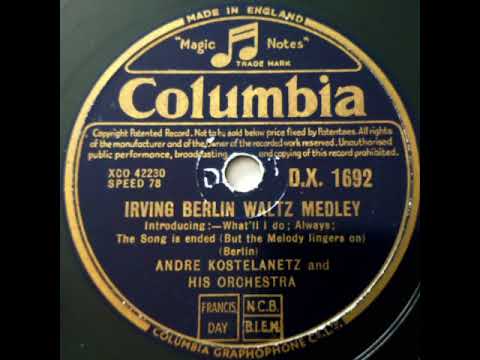 MADE IN ENGLAND
"Magic Notes"
TRADE MARK
Columbia
Copyright Patented Record. Not to be sold below price fixed by Patentees. All rights
of the manufacturer and of the owner of the recorded work reserved. Unauthorised
public performance, broadcasting and copying of this record prohibited.
XCO 42230
SPEED 78
D.X. 1692
IRVING BERLIN WALTZ MEDLEY
Introducing:—What'll I do; Always;
The Song is ended (But the Melody lingers on)
(Berlin)
ANDRE KOSTELANETZ and
HIS ORCHESTRA
FRANCIS, DAY
N.C.B.
B.I.E.M.
COLUMBIA GRAPHOPHONE